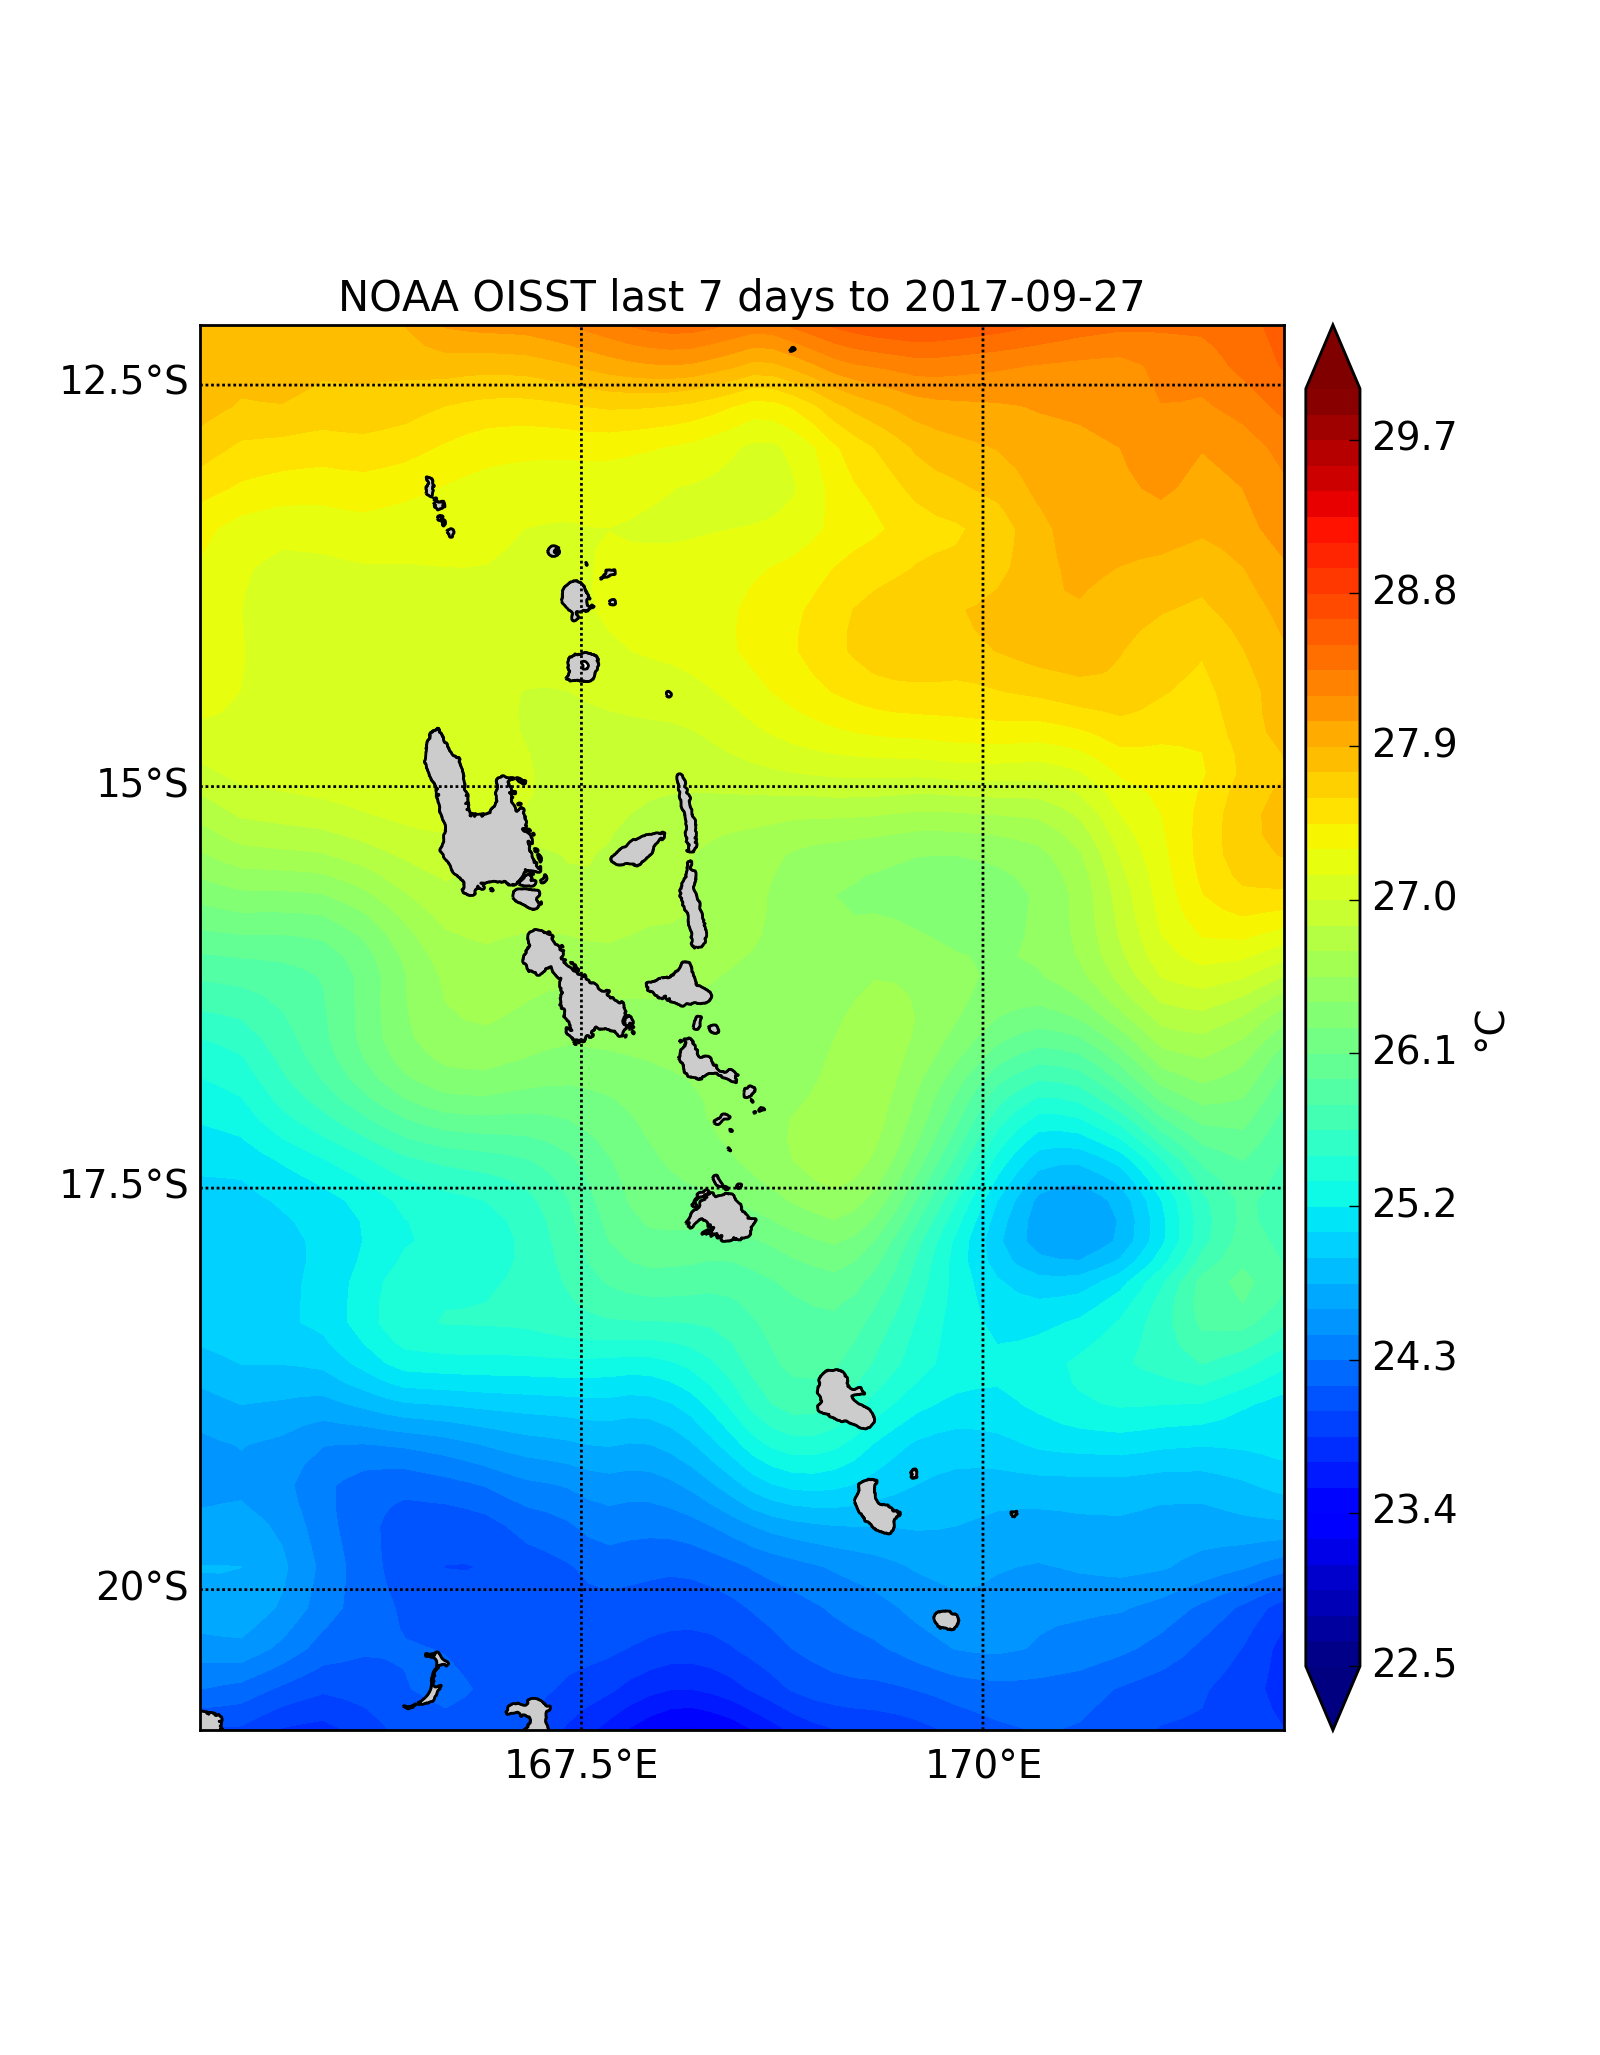 NOAA OISST last 7 days to 2017-09-27
12.5°S
15°S
17.5°S
20°S
167.5°E
170°E
29.7
28.8
27.9
27.0
26.1
25.2
24.3
23.4
22.5
°C